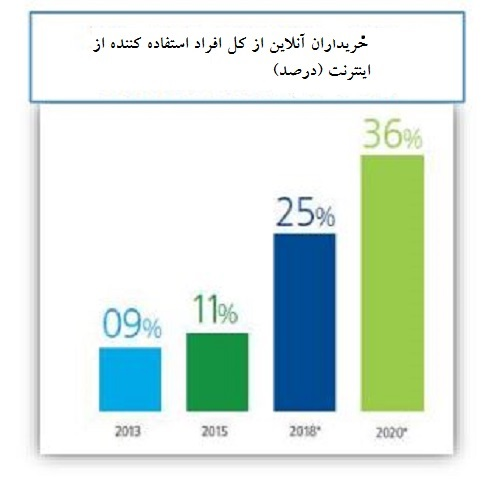 خریداران آنلاین از کل افراد استفاده کننده از
اینترنت (درصد)
36%
25%
11%
09%
2013 2015 2018* 2020*